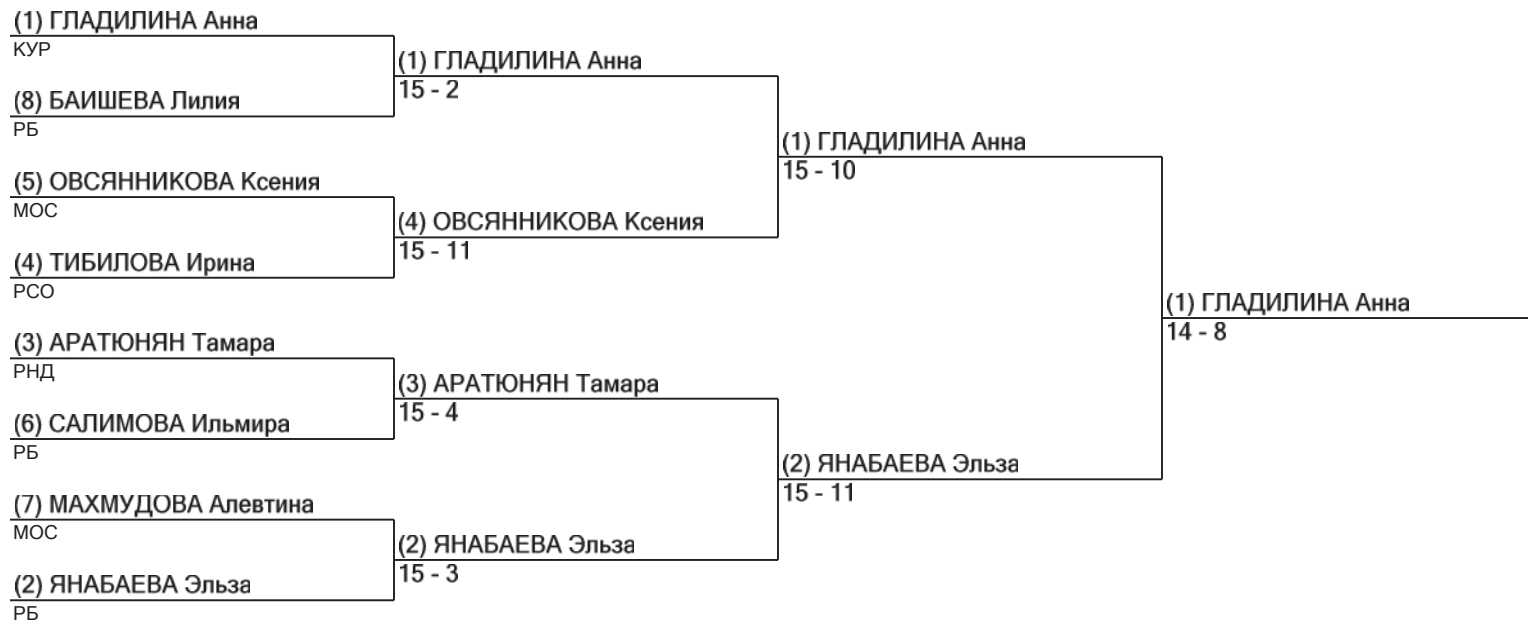 (1) ГЛАДИЛИНА Анна
КУР
(8) БАИШЕВА Лилия
РБ
(5) ОВСЯННИКОВА Ксения
МОС
(4) ТИБИЛОВА Ирина
РСО
(3) АРАТЮНЯН Тамара
РНД
(6) САЛИМОВА Ильмира
РБ
(7) МАХМУДОВА Алевтина
МОС
(2) ЯНАБАЕВА Эльза
РБ
(1) ГЛАДИЛИНА Анна
15 - 2
(4) ОВСЯННИКОВА Ксения
15 - 11
(3) АРАТЮНЯН Тамара
15 - 4
(2) ЯНАБАЕВА Эльза
15 - 3
(1) ГЛАДИЛИНА Анна
15 - 10
(2) ЯНАБАЕВА Эльза
15 - 11
(1) ГЛАДИЛИНА Анна
14 - 8